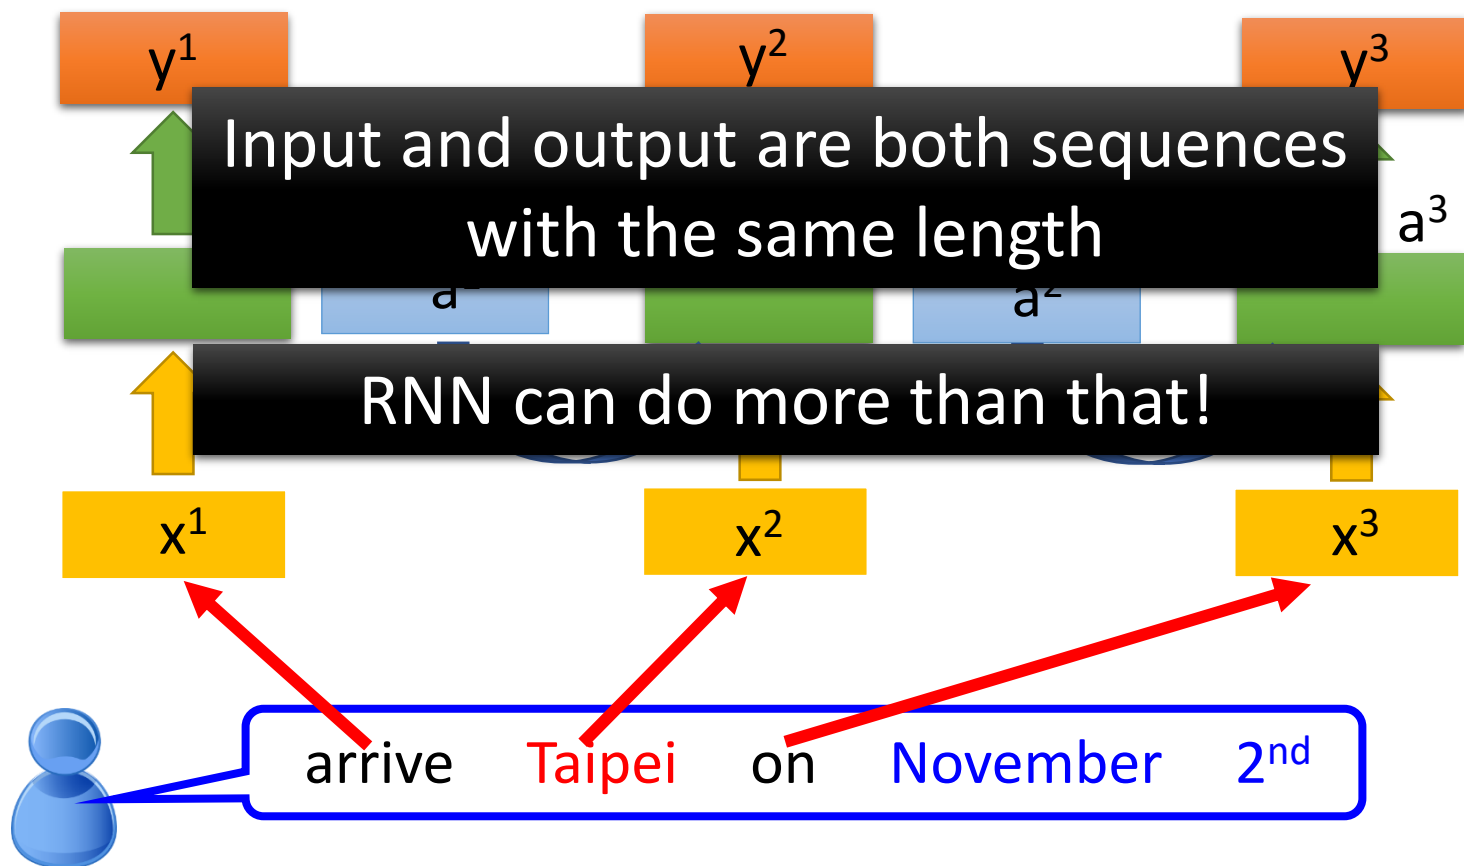 y¹ y² y³
Input and output are both sequences
with the same length
a³
a²
RNN can do more than that!
x¹ x² x³
arrive Taipei on November 2ⁿᵈ